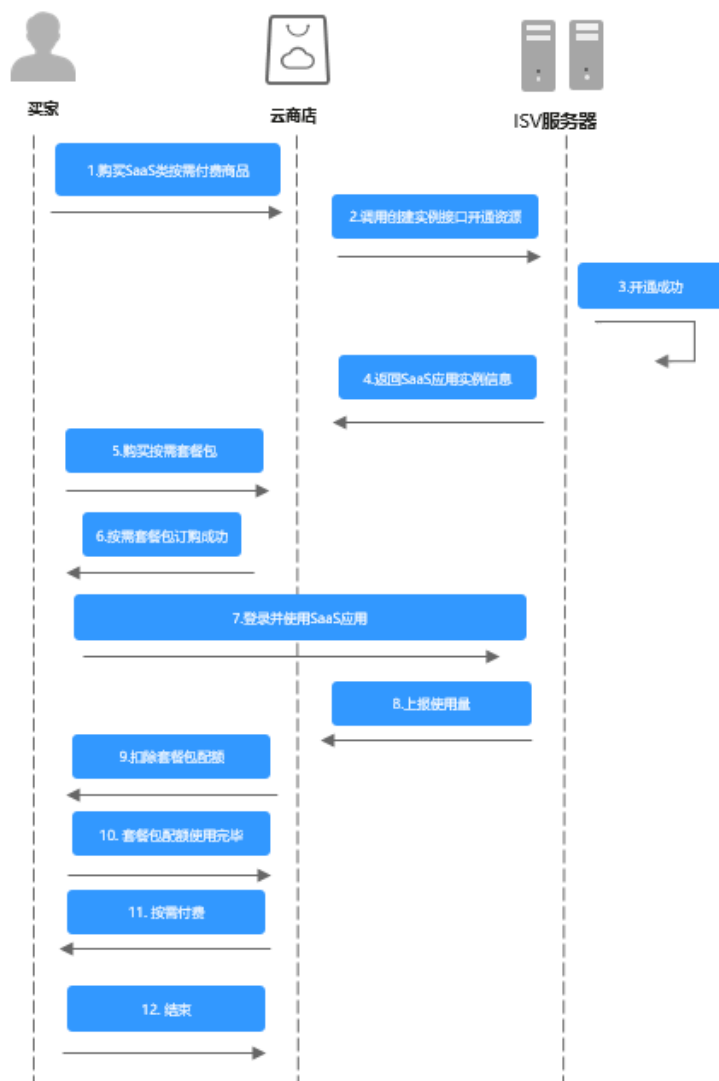 买家
云商店
ISV服务器
1.购买SaaS类按需付费商品
2.调用创建实例接口开通资源
3.开通成功
4.返回SaaS应用实例信息
5.购买按需套餐包
6.按需套餐包订购成功
7.登录并使用SaaS应用
8.上报使用量
9.扣除套餐包配额
10. 套餐包配额使用完毕
11. 按需付费
12. 结束